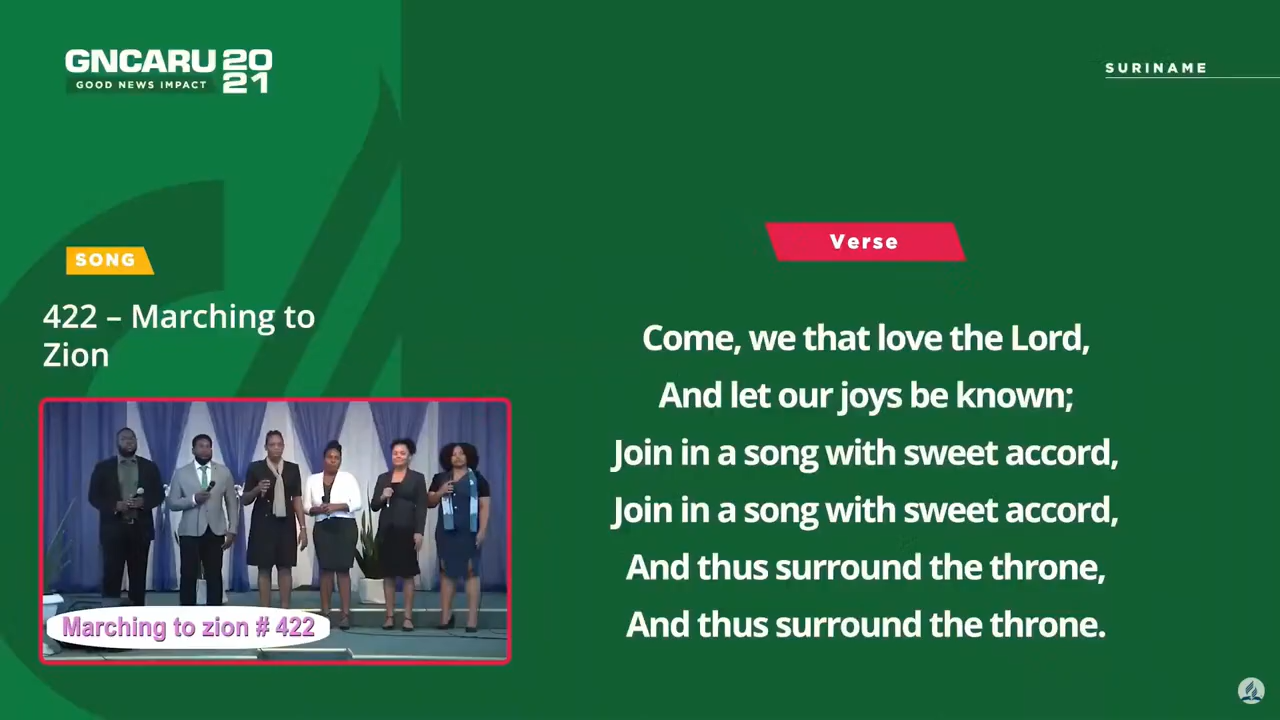 GNCARU 20
GOOD NEWS IMPACT 21
SURINAME
SONG
422 – Marching to
Zion
Marching to zion # 422
Verse
Come, we that love the Lord,
And let our joys be known;
Join in a song with sweet accord,
Join in a song with sweet accord,
And thus surround the throne,
And thus surround the throne.